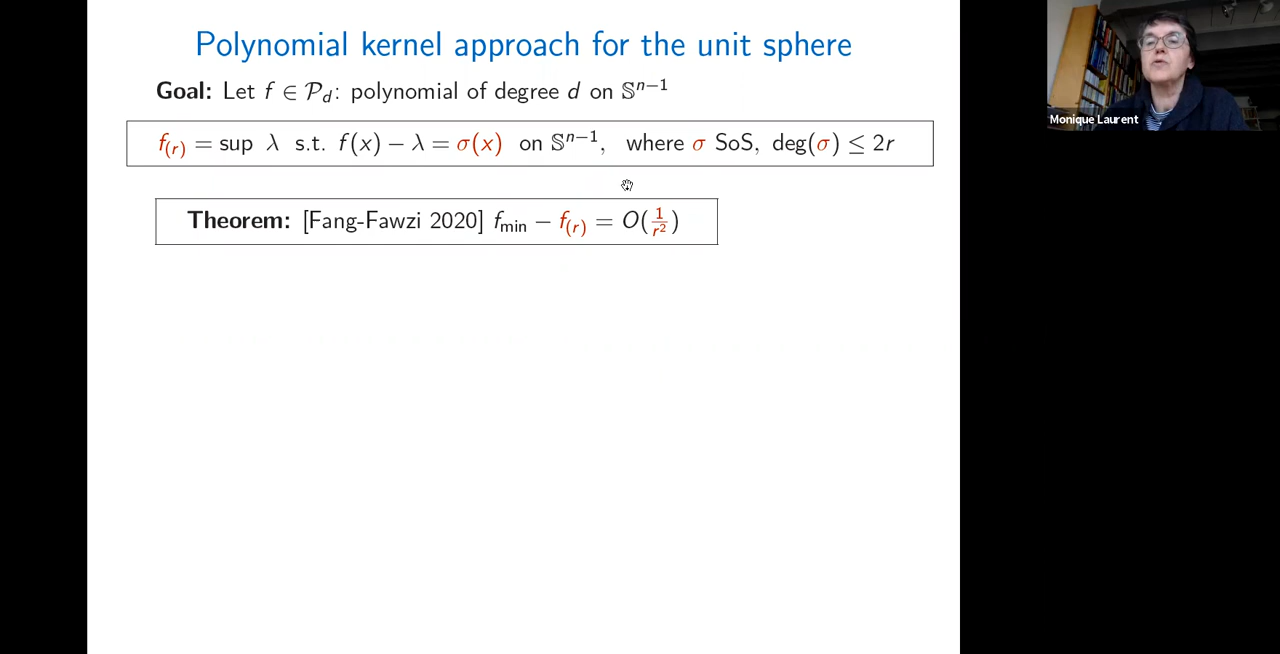 Polynomial kernel approach for the unit sphere
Goal: Let f ∈ 𝒫_d: polynomial of degree d on 𝕊^{n−1}
f_{(r)} = sup λ s.t. f(x) − λ = σ(x) on 𝕊^{n−1}, where σ SoS, deg(σ) ≤ 2r
Theorem: [Fang-Fawzi 2020] f_min − f_{(r)} = O(1/r²)
Monique Laurent